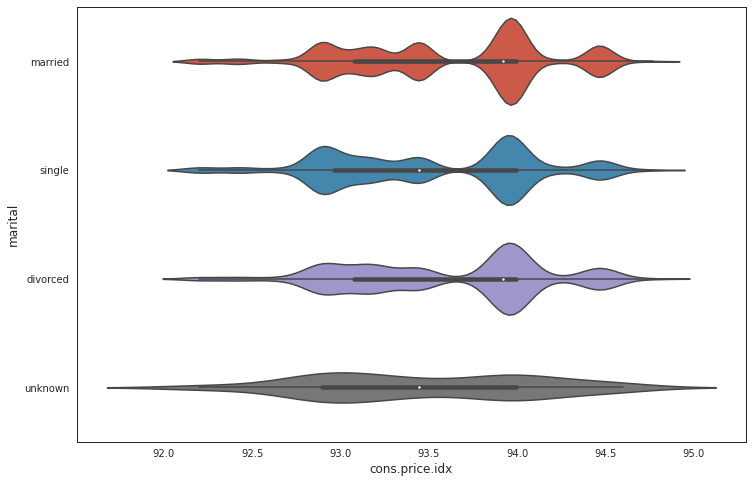 married
single
divorced
unknown
marital
92.0 92.5 93.0 93.5 94.0 94.5 95.0
cons.price.idx